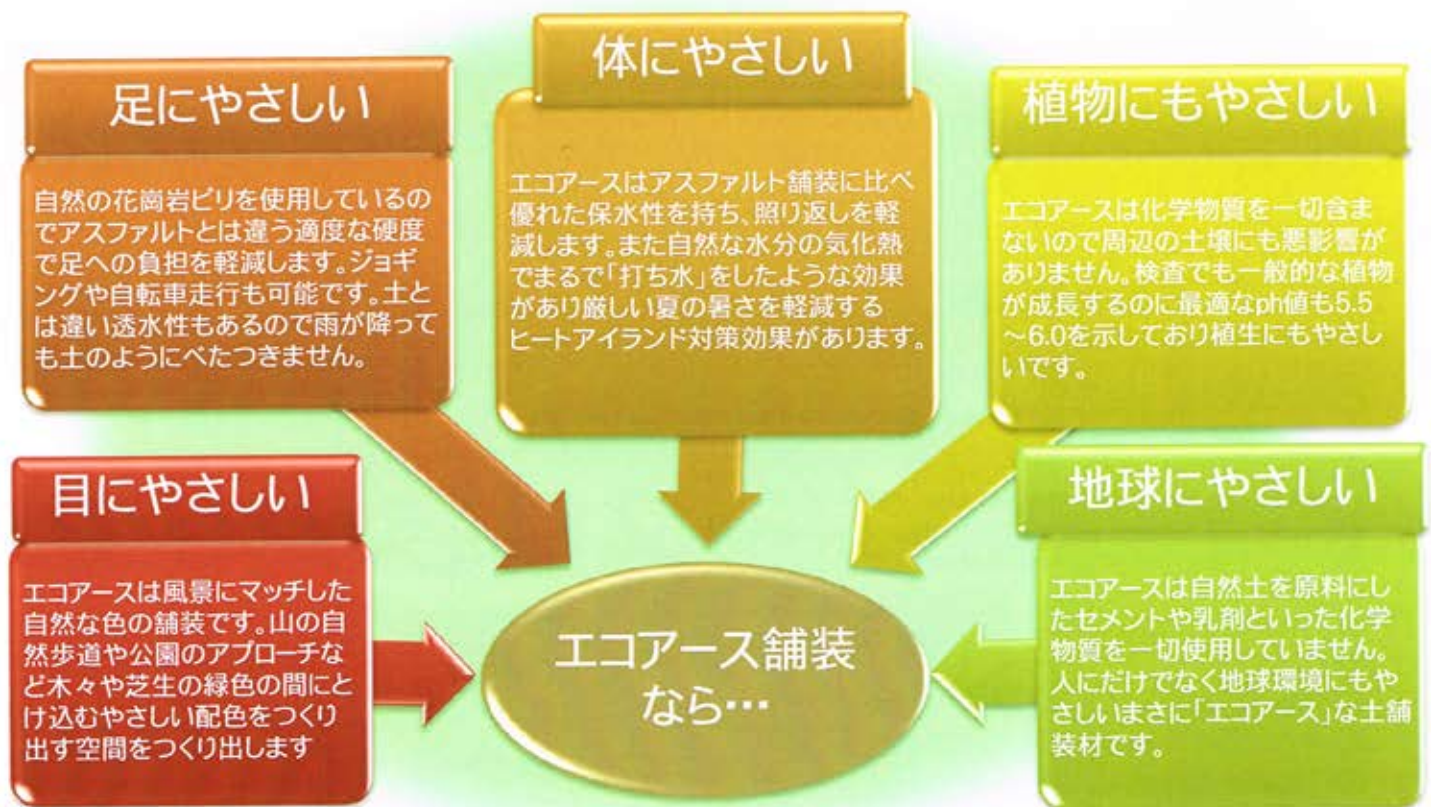 体にやさしい
足にやさしい
植物にもやさしい
自然の花崗岩ビリを使用しているの
でアスファルトとは違う適度な硬度
で足への負担を軽減します。ジョギ
ングや自転車走行も可能です。土と
は違い透水性もあるので雨が降って
も土のようにべたつきません。
エコアースはアスファルト舗装に比べ
優れた保水性を持ち、照り返しを軽
減します。また自然な水分の気化熱
でまるで「打ち水」をしたような効果
があり厳しい夏の暑さを軽減する
ヒートアイランド対策効果があります。
エコアースは化学物質を一切含ま
ないので周辺の土壌にも悪影響が
ありません。検査でも一般的な植物
が成長するのに最適なph値も5.5
～6.0を示しており植生にもやさし
いです。
目にやさしい
エコアースは風景にマッチした
自然な色の舗装です。山の自
然歩道や公園のアプローチな
ど木々や芝生の緑色の間にと
け込むやさしい配色をつくり
出す空間をつくり出します
地球にやさしい
エコアースは自然土を原料にし
たセメントや乳剤といった化学
物質を一切使用していません。
人にだけでなく地球環境にもや
さしいまさに「エコアース」な土舗
装材です。
エコアース舗装
なら…